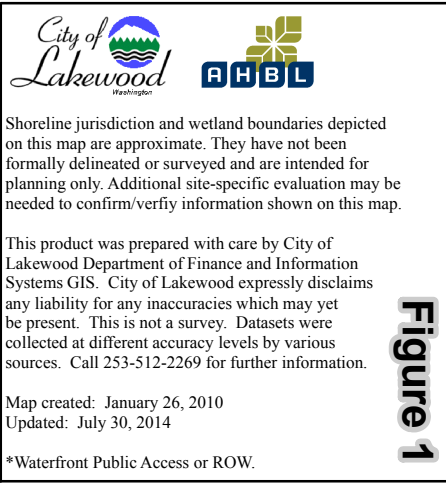 City of
Lakewood
Washington
AHBL
Shoreline jurisdiction and wetland boundaries depicted
on this map are approximate. They have not been
formally delineated or surveyed and are intended for
planning only. Additional site-specific evaluation may be
needed to confirm/verfiy information shown on this map.
This product was prepared with care by City of
Lakewood Department of Finance and Information
Systems GIS. City of Lakewood expressly disclaims
any liability for any inaccuracies which may yet
be present. This is not a survey. Datasets were
collected at different accuracy levels by various
sources. Call 253-512-2269 for further information.
Map created: January 26, 2010
Updated: July 30, 2014
*Waterfront Public Access or ROW.
Figure 1